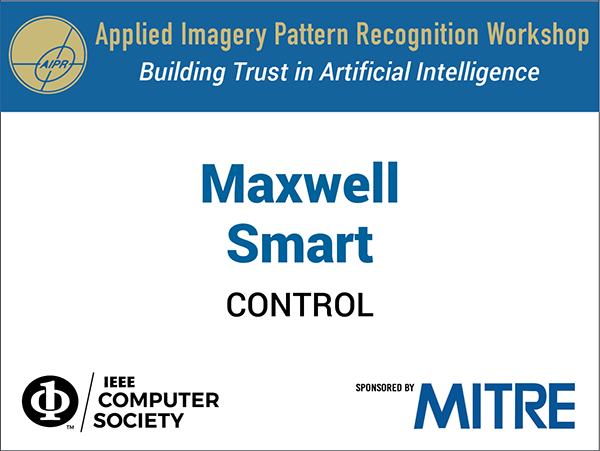 AIPR
Applied Imagery Pattern Recognition Workshop
Building Trust in Artificial Intelligence
Maxwell
Smart
CONTROL
IEEE
COMPUTER
SOCIETY
TM
SPONSORED BY MITRE